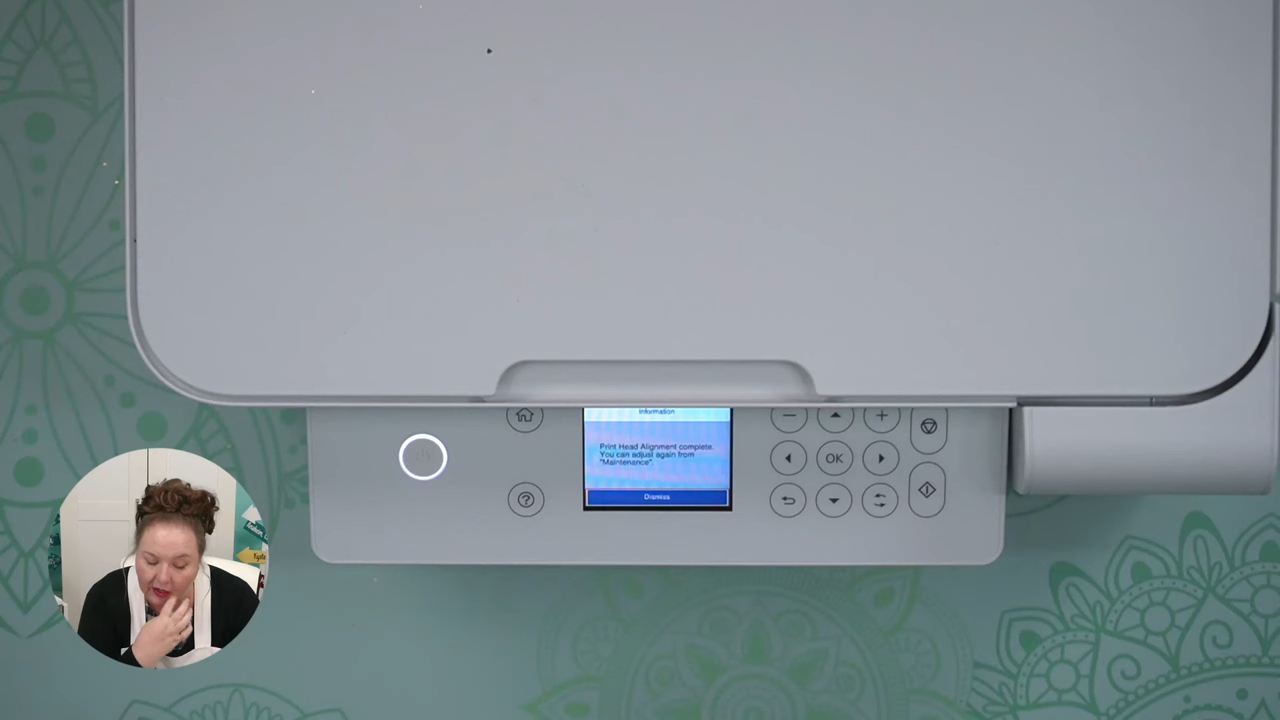 Information
Print Head Alignment complete.
You can adjust again from
"Maintenance".
Dismiss
OK
?